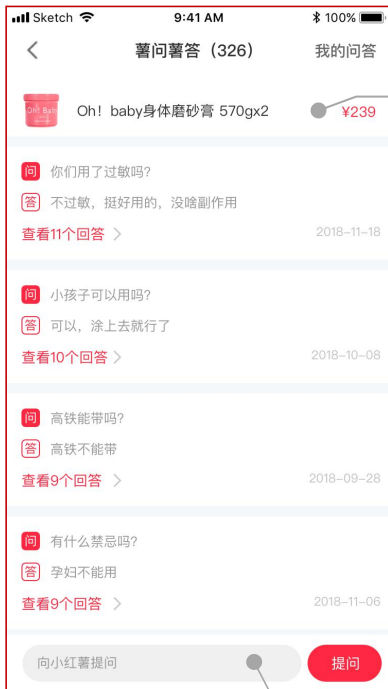 Sketch 9:41 AM 100%
薯问薯答（326） 我的问答
Oh! Baby
Oh！baby身体磨砂膏 570gx2 ¥239
问 你们用了过敏吗?
答 不过敏，挺好用的，没啥副作用
查看11个回答 2018-11-18
问 小孩子可以用吗?
答 可以，涂上去就行了
查看10个回答 2018-10-08
问 高铁能带吗?
答 高铁不能带
查看9个回答 2018-09-28
问 有什么禁忌吗?
答 孕妇不能用
查看9个回答 2018-11-06
向小红薯提问 提问